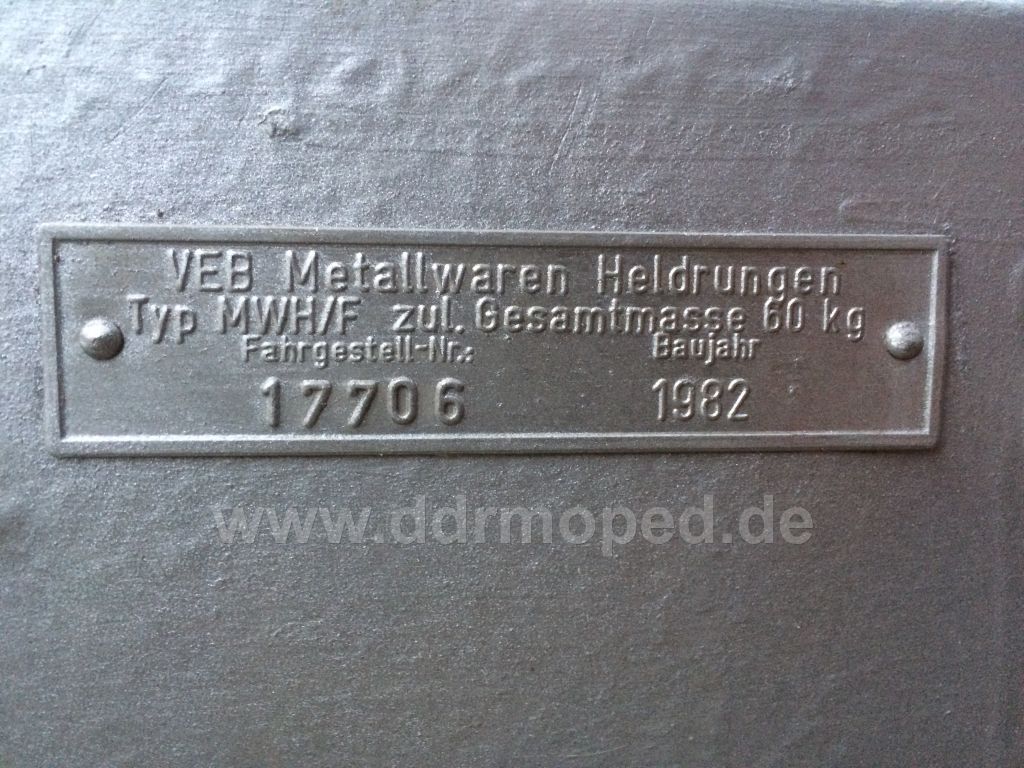 VEB Metallwaren Heldrungen
Typ MWH/F zul. Gesamtmasse 60 kg
Fahrgestell-Nr.: Baujahr
17706 1982
www.ddrmoped.de